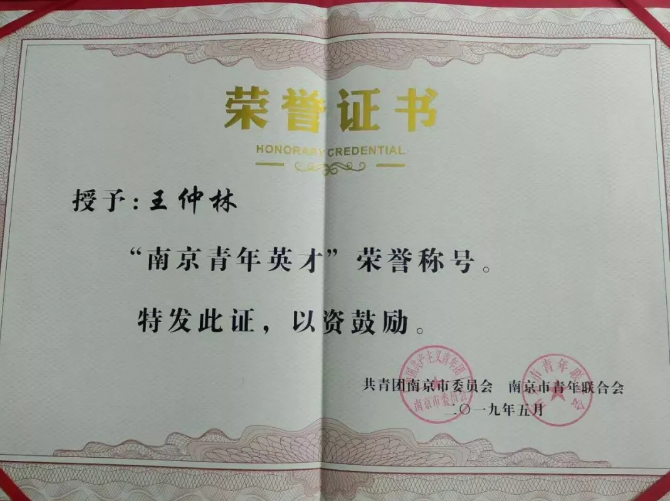 荣誉证书
HONORARY CREDENTIAL
授予：王仲林
“南京青年英才”荣誉称号。
特发此证，以资鼓励。
共青团南京市委员会 南京市青年联合会
二〇一九年五月